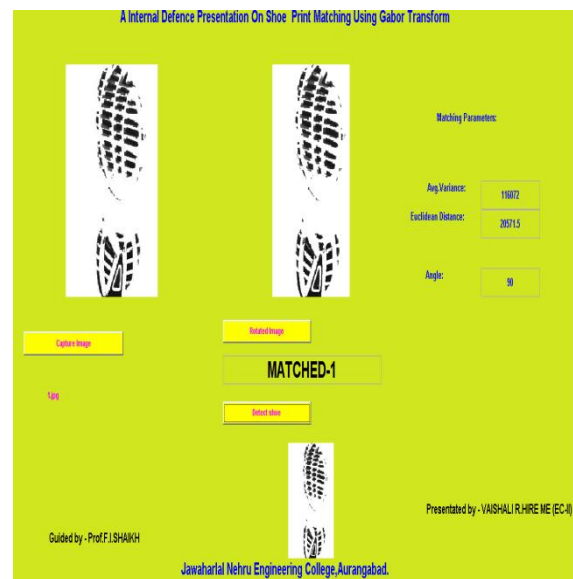 A Internal Defence Presentation On Shoe Print Matching Using Gabor Transform
Matching Parameters:
Avg.Variance:
116072
Euclidean Distance:
20571.5
Angle:
90
Capture Image
Rotated Image
MATCHED-1
1.jpg
Detect shoe
Presentated by - VAISHALI R.HIRE ME (EC-II)
Guided by - Prof.F.I.SHAIKH
Jawaharlal Nehru Engineering College,Aurangabad.